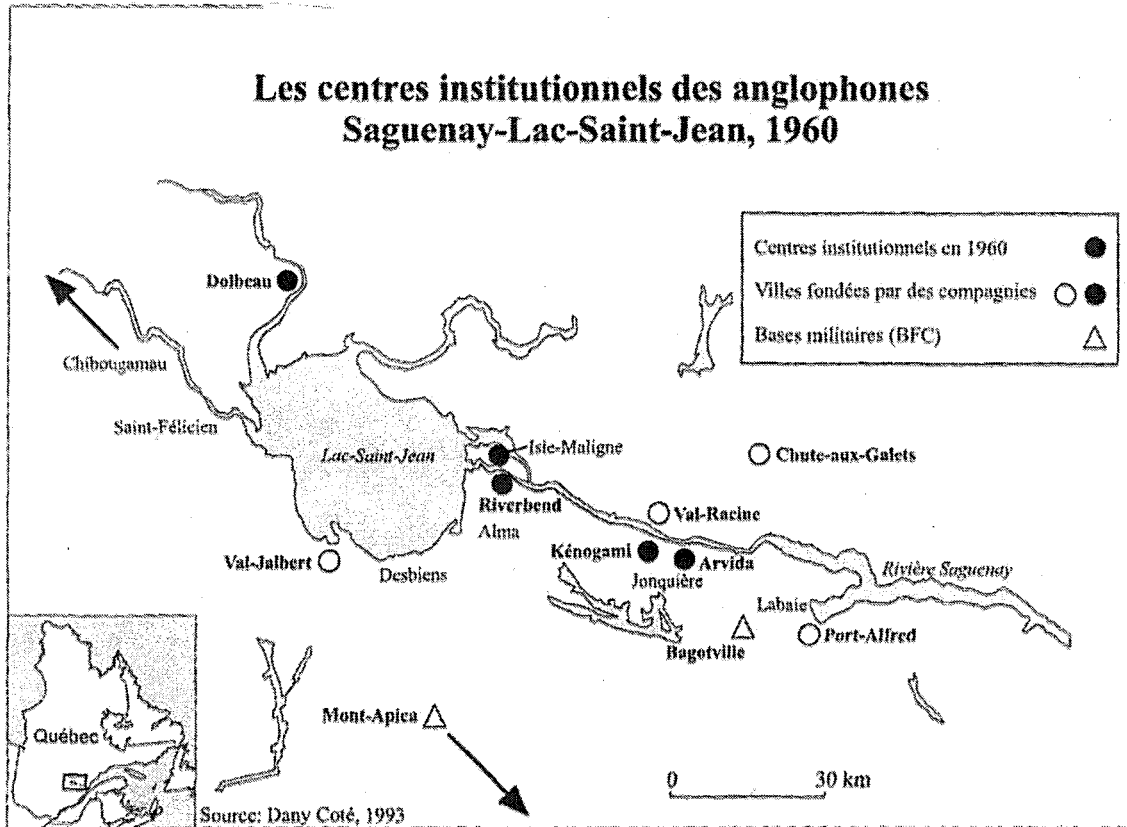 Les centres institutionnels des anglophones
Saguenay-Lac-Saint-Jean, 1960
Centres institutionnels en 1960
Villes fondées par des compagnies
Bases militaires (BFC)
Dolbeau
Chibougamau
Saint-Félicien
Lac-Saint-Jean
Isie-Maligne
Chute-aux-Galets
Riverbend
Alma
Val-Racine
Val-Jalbert
Desbiens
Kénogami
Arvida
Jonquière
Rivière Saguenay
Labaie
Bagotville
Port-Alfred
Mont-Apica
Québec
0 30 km
Source: Dany Coté, 1993